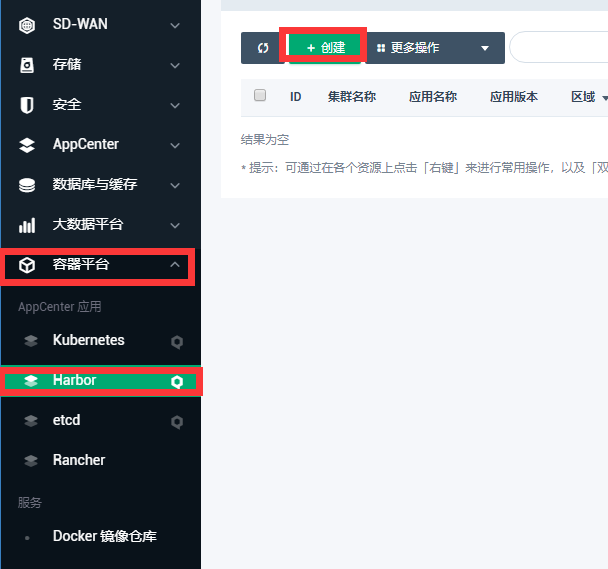 SD-WAN
存储
安全
AppCenter
数据库与缓存
大数据平台
容器平台
AppCenter 应用
Kubernetes
Harbor
etcd
Rancher
服务
Docker 镜像仓库
+ 创建 更多操作
ID 集群名称 应用名称 应用版本 区域
结果为空
* 提示：可通过在各个资源上点击「右键」来进行常用操作，以及「双